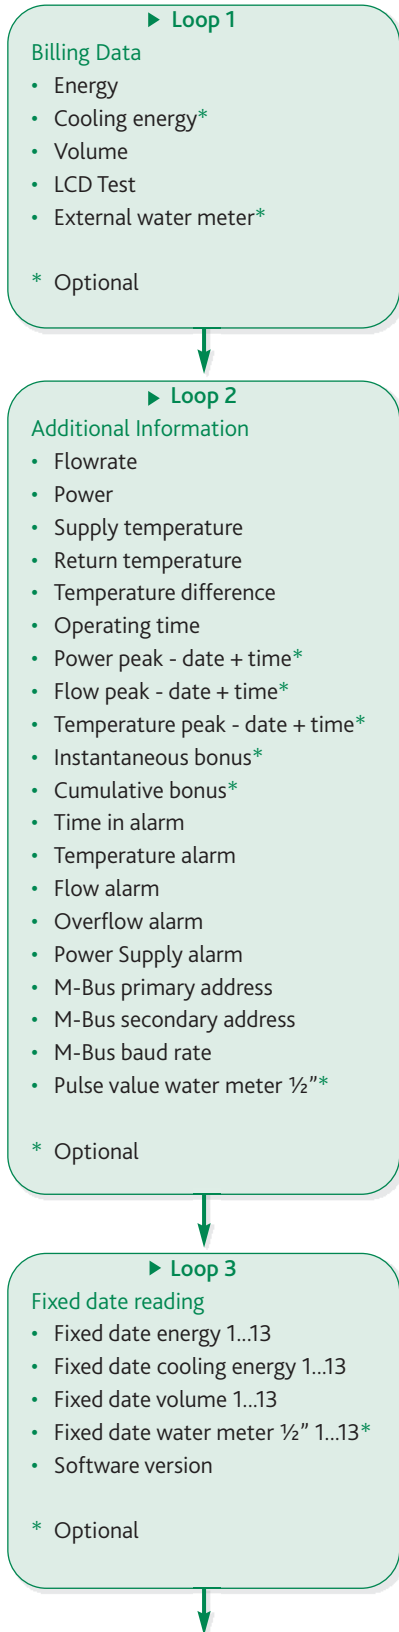 ▶ Loop 1
Billing Data
• Energy
• Cooling energy*
• Volume
• LCD Test
• External water meter*
* Optional
▶ Loop 2
Additional Information
• Flowrate
• Power
• Supply temperature
• Return temperature
• Temperature difference
• Operating time
• Power peak - date + time*
• Flow peak - date + time*
• Temperature peak - date + time*
• Instantaneous bonus*
• Cumulative bonus*
• Time in alarm
• Temperature alarm
• Flow alarm
• Overflow alarm
• Power Supply alarm
• M-Bus primary address
• M-Bus secondary address
• M-Bus baud rate
• Pulse value water meter ½”*
* Optional
▶ Loop 3
Fixed date reading
• Fixed date energy 1...13
• Fixed date cooling energy 1...13
• Fixed date volume 1...13
• Fixed date water meter ½” 1...13*
• Software version
* Optional